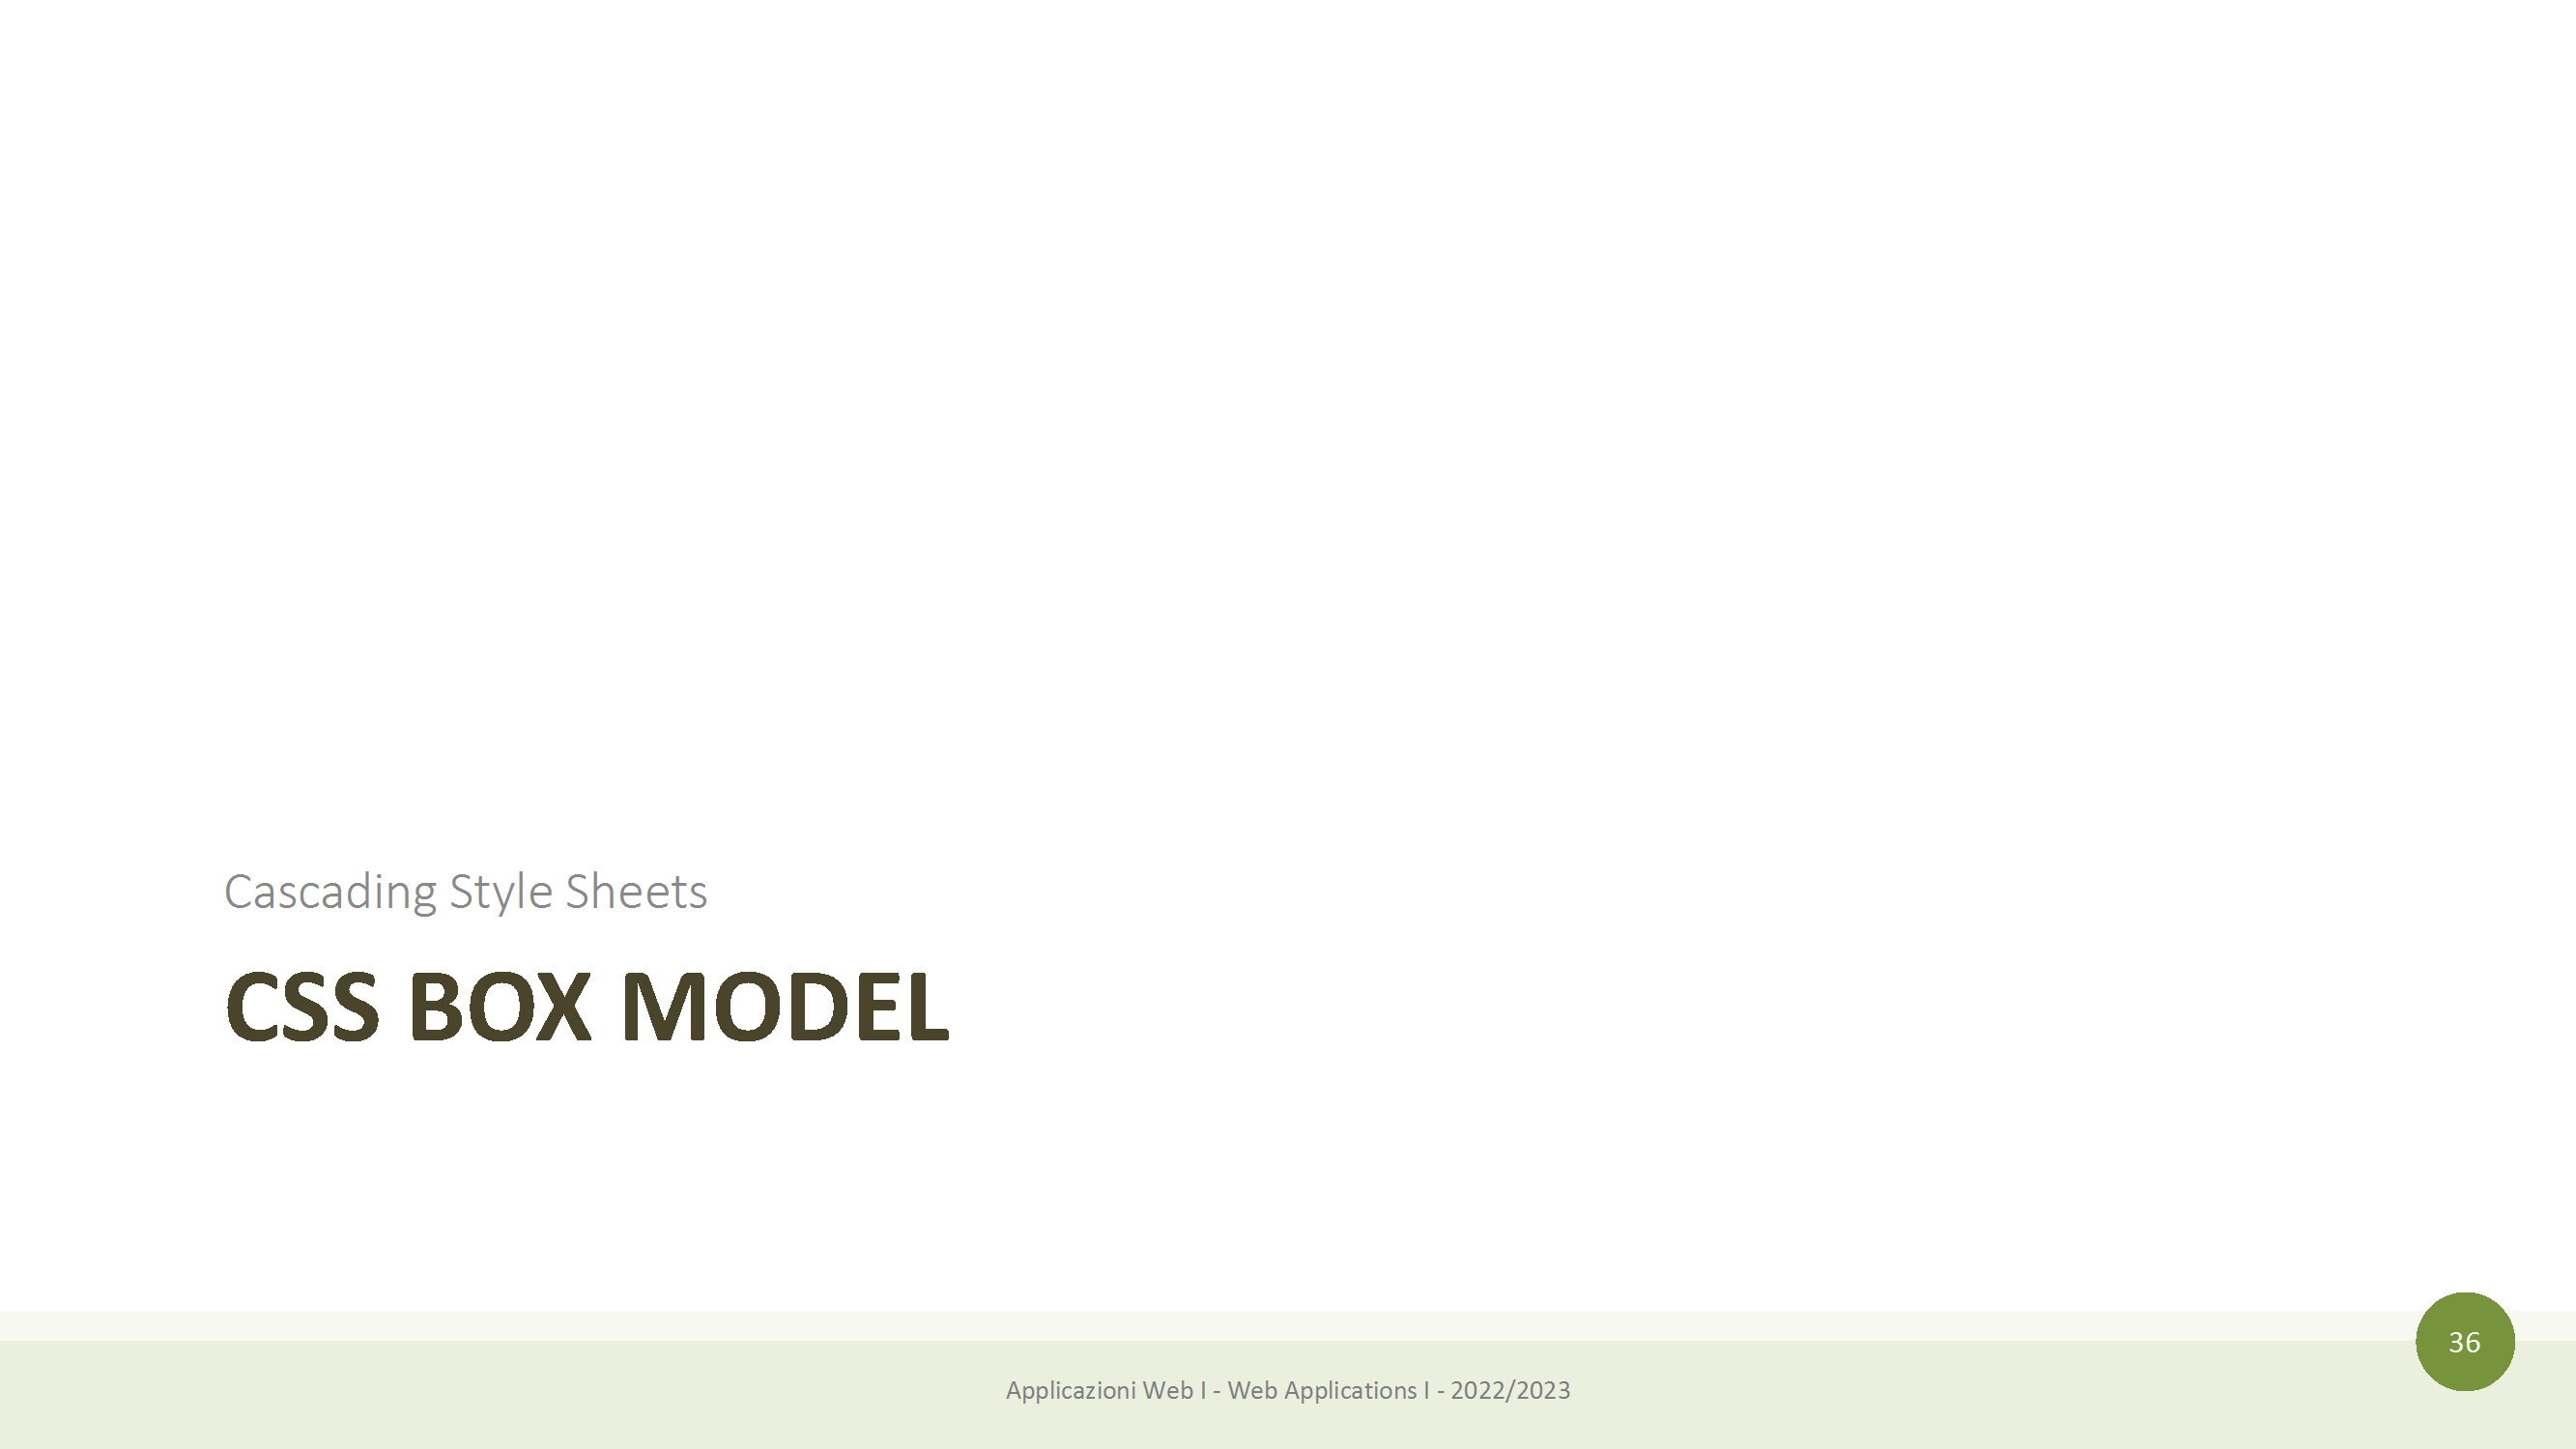 Cascading Style Sheets
CSS BOX MODEL
36
Applicazioni Web I - Web Applications I - 2022/2023